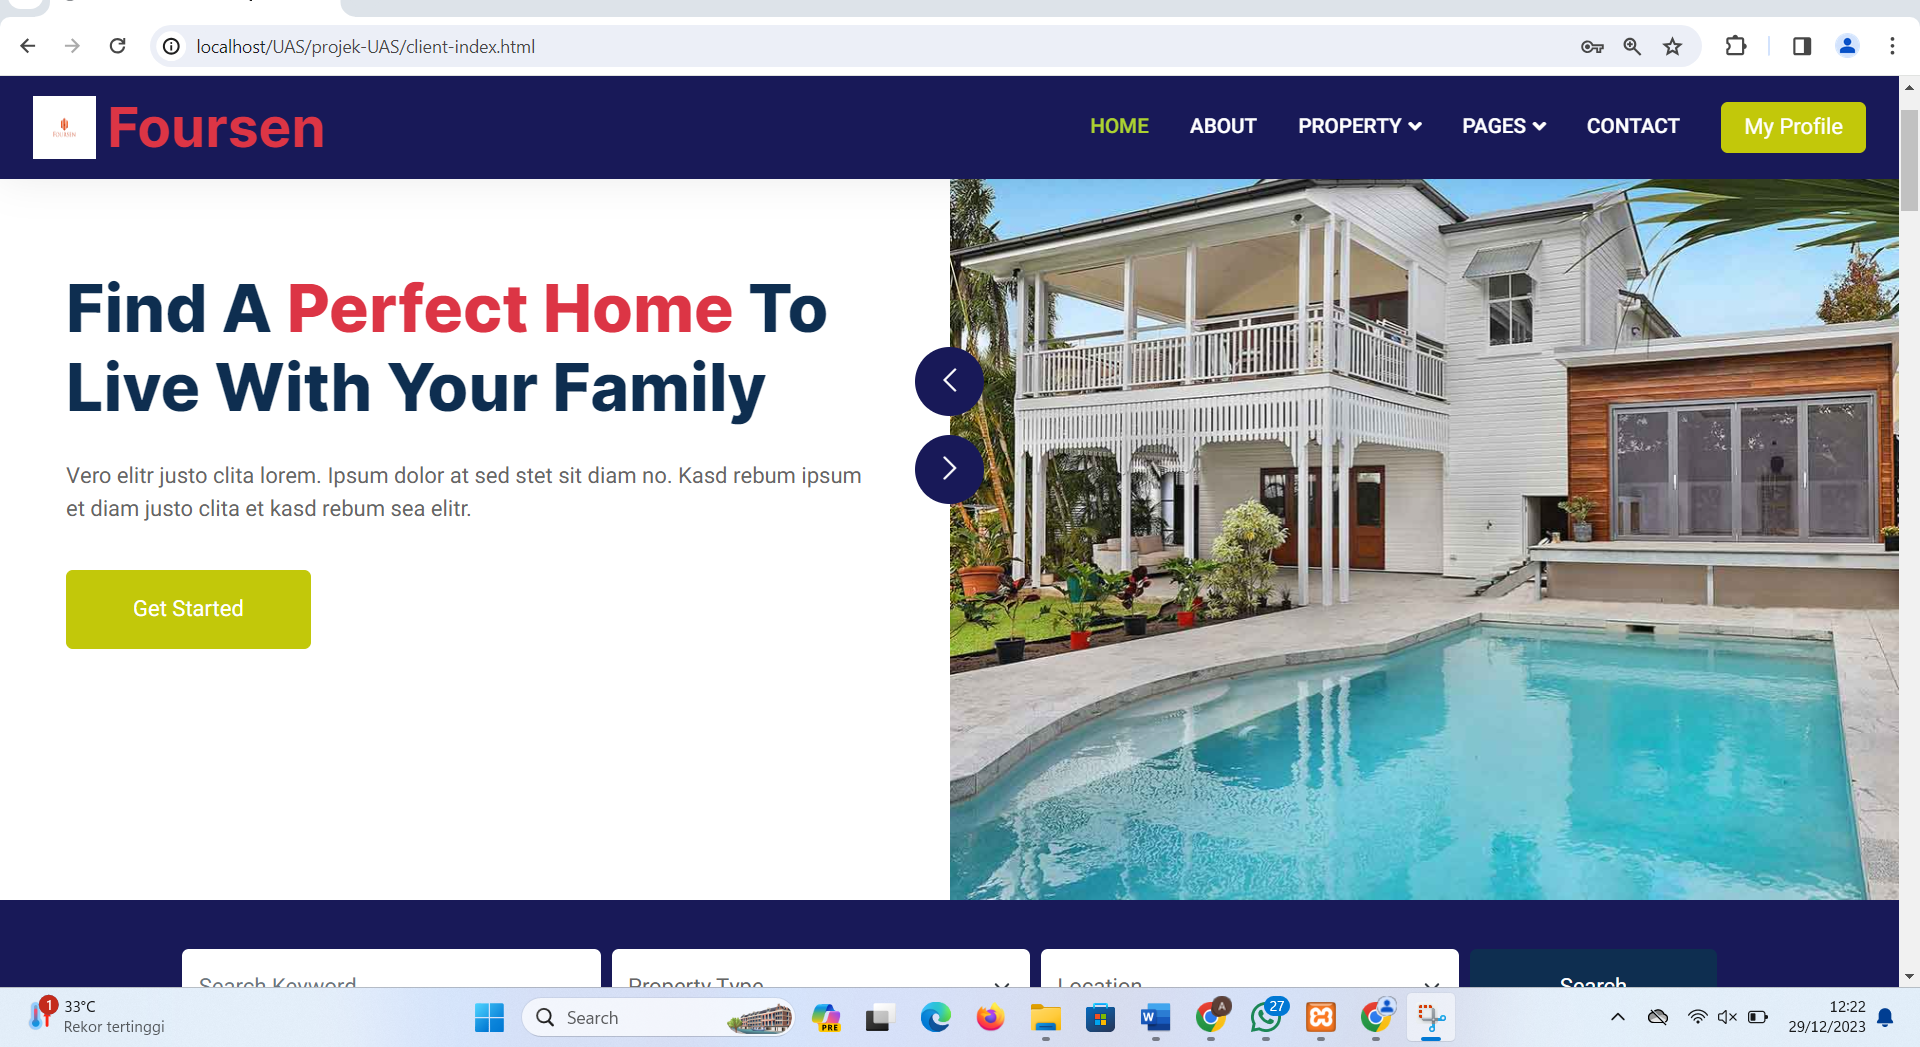 localhost/UAS/projek-UAS/client-index.html
FOURSEN
Foursen
HOME
ABOUT
PROPERTY
PAGES
CONTACT
My Profile
Find A Perfect Home To
Live With Your Family
Vero elitr justo clita lorem. Ipsum dolor at sed stet sit diam no. Kasd rebum ipsum
et diam justo clita et kasd rebum sea elitr.
Get Started
Search Keyword
Property Type
Location
Search
1
33°C
Rekor tertinggi
Search
PRE
W
A
27
12:22
29/12/2023